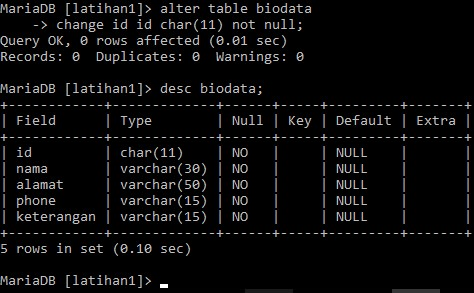 MariaDB [latihan1]> alter table biodata
    -> change id id char(11) not null;
Query OK, 0 rows affected (0.01 sec)
Records: 0  Duplicates: 0  Warnings: 0

MariaDB [latihan1]> desc biodata;
+------------+-------------+------+-----+---------+-------+
| Field      | Type        | Null | Key | Default | Extra |
+------------+-------------+------+-----+---------+-------+
| id         | char(11)    | NO   |     | NULL    |       |
| nama       | varchar(30) | NO   |     | NULL    |       |
| alamat     | varchar(50) | NO   |     | NULL    |       |
| phone      | varchar(15) | NO   |     | NULL    |       |
| keterangan | varchar(15) | NO   |     | NULL    |       |
+------------+-------------+------+-----+---------+-------+
5 rows in set (0.10 sec)

MariaDB [latihan1]>